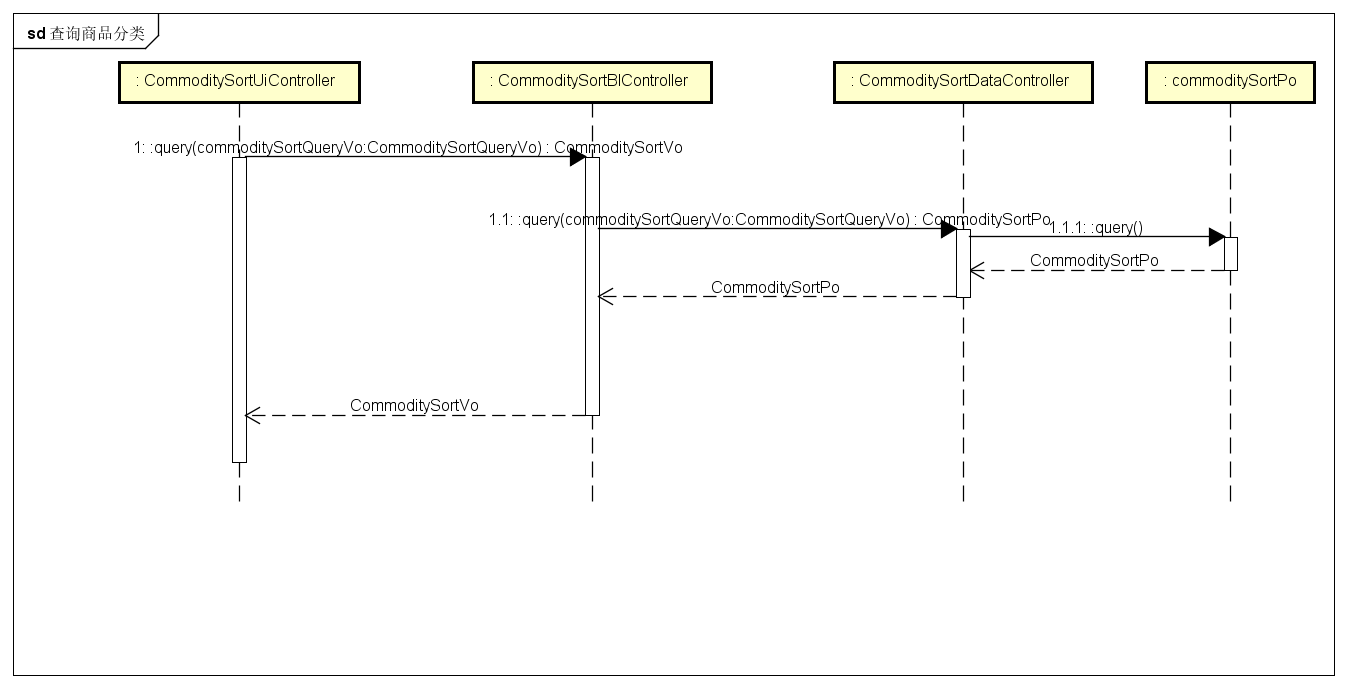 sd 查询商品分类
: CommoditySortUiController
: CommoditySortBlController
: CommoditySortDataController
: commoditySortPo
1: :query(commoditySortQueryVo:CommoditySortQueryVo) : CommoditySortVo
1.1: :query(commoditySortQueryVo:CommoditySortQueryVo) : CommoditySortPo
1.1.1: :query()
CommoditySortPo
CommoditySortPo
CommoditySortVo